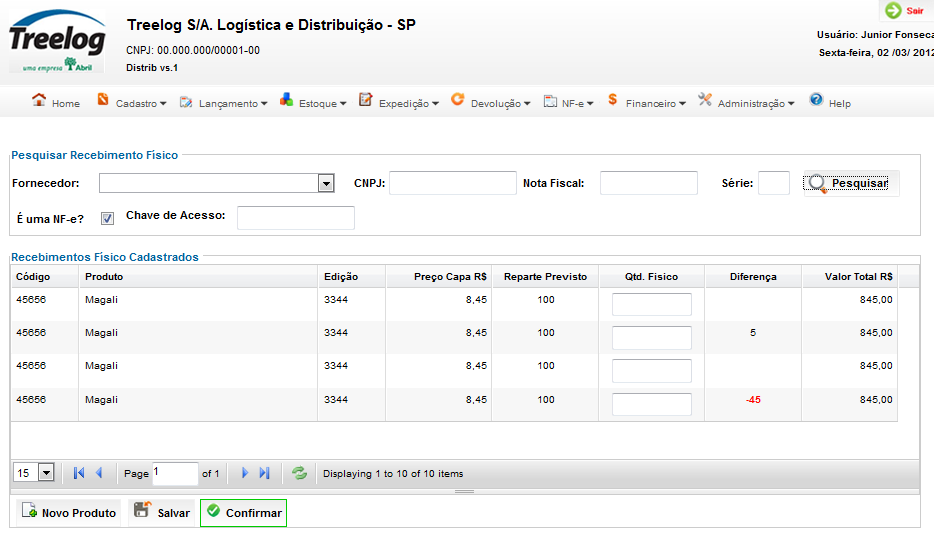 Treelog
uma empresa Abril
Treelog S/A. Logística e Distribuição - SP
CNPJ: 00.000.000/00001-00
Distrib vs.1
Sair
Usuário: Junior Fonseca
Sexta-feira, 02 /03/ 2012
Home Cadastro Lançamento Estoque Expedição Devolução NF-e Financeiro Administração Help
Pesquisar Recebimento Físico
Fornecedor: CNPJ: Nota Fiscal: Série: Pesquisar
É uma NF-e? Chave de Acesso:
Recebimentos Físico Cadastrados
Código Produto Edição Preço Capa R$ Reparte Previsto Qtd. Fisico Diferença Valor Total R$
45656 Magali 3344 8,45 100 845,00
45656 Magali 3344 8,45 100 5 845,00
45656 Magali 3344 8,45 100 845,00
45656 Magali 3344 8,45 100 -45 845,00
15 Page 1 of 1 Displaying 1 to 10 of 10 items
Novo Produto Salvar Confirmar